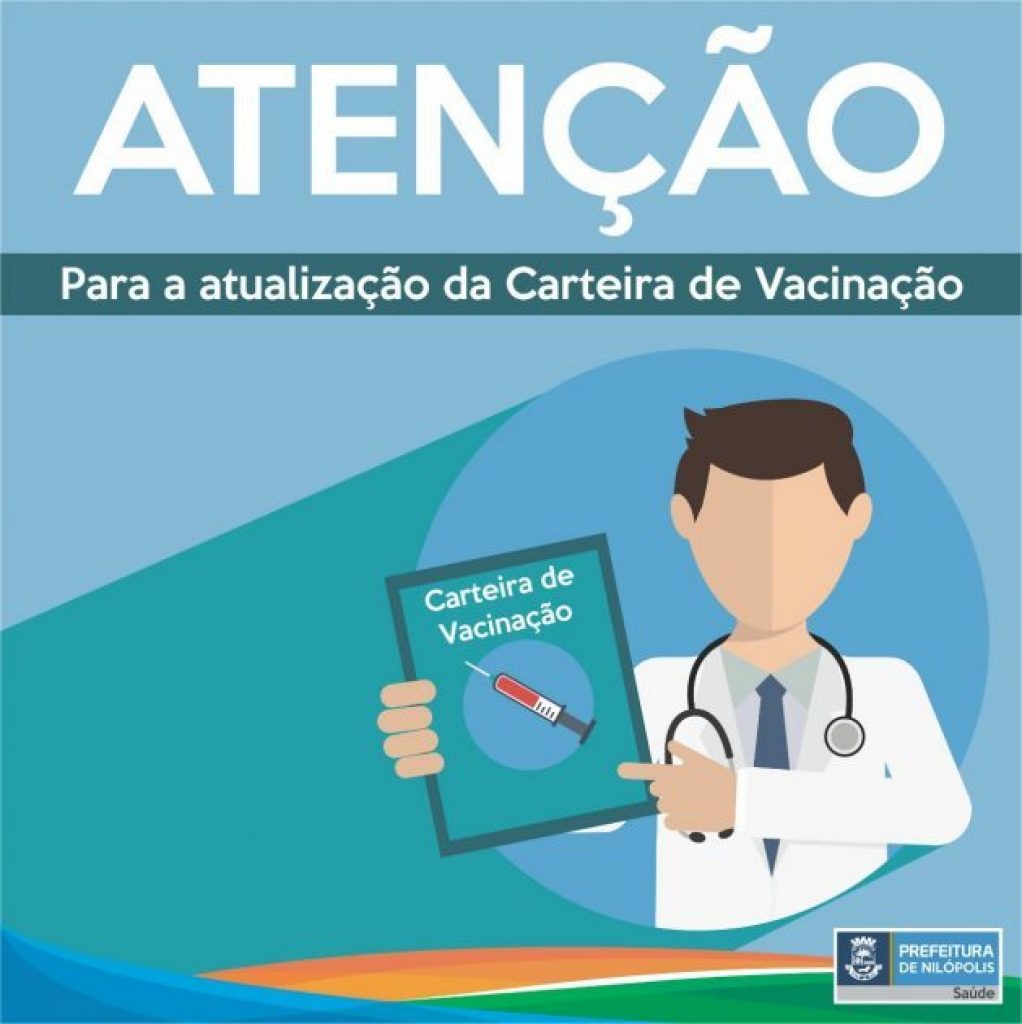 ATENÇÃO
Para a atualização da Carteira de Vacinação
Carteira de
Vacinação
PREFEITURA
DE NILÓPOLIS
Saúde